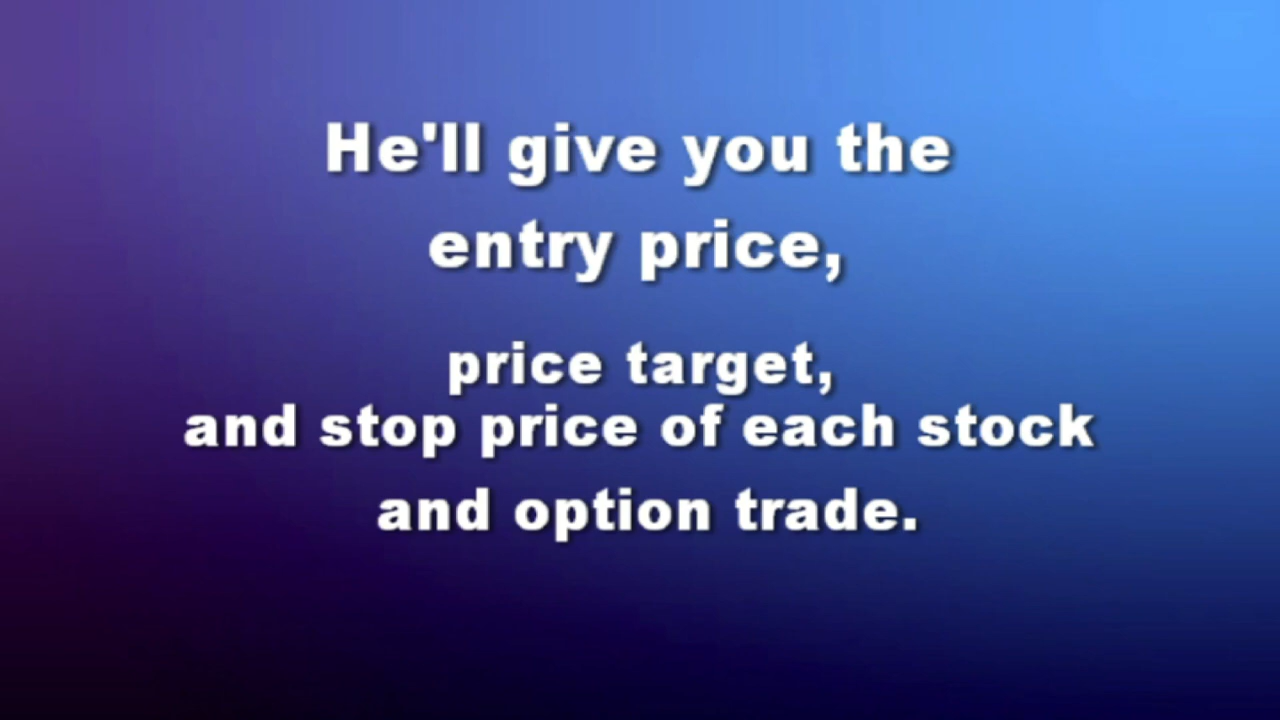 He'll give you the
entry price,
price target,
and stop price of each stock
and option trade.